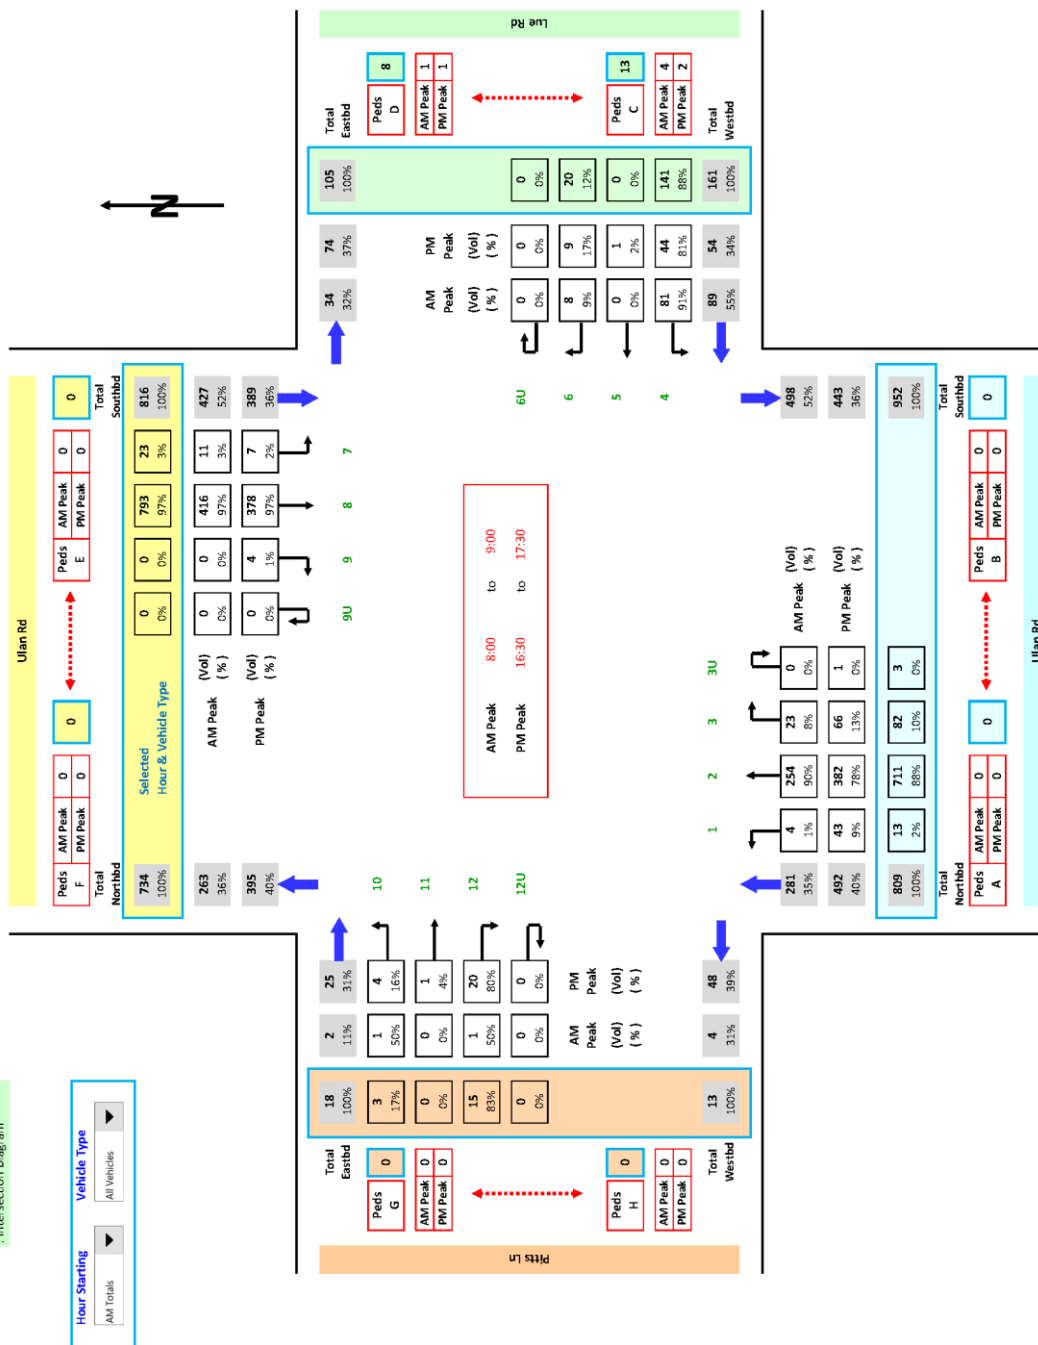 Lue Rd
Total Eastbd
Peds D
8
AM Peak 1
PM Peak 1
Peds C
13
AM Peak 4
PM Peak 2
Total Westbd
105 100%
0 0%
20 12%
0 0%
141 88%
161 100%
74 37%
PM Peak (Vol) ( % )
0 0%
9 17%
1 2%
44 81%
54 34%
34 32%
AM Peak (Vol) ( % )
0 0%
8 9%
0 0%
81 91%
89 55%
6U
6
5
4
N
Ulan Rd
Peds F
AM Peak 0
PM Peak 0
0
Peds E
AM Peak 0
PM Peak 0
0
Total Northbd
Total Southbd
734 100%
Selected Hour & Vehicle Type
0 0%
0 0%
793 97%
23 3%
816 100%
263 36%
AM Peak (Vol) ( % )
0 0%
0 0%
416 97%
11 3%
427 52%
395 40%
PM Peak (Vol) ( % )
0 0%
4 1%
378 97%
7 2%
389 36%
9U
9
8
7
AM Peak 8:00 to 9:00
PM Peak 16:30 to 17:30
10
11
12
12U
1
2
3
3U
281 35%
4 1%
254 90%
23 8%
0 0%
AM Peak (Vol) ( % )
498 52%
492 40%
43 9%
382 78%
66 13%
1 0%
PM Peak (Vol) ( % )
443 36%
809 100%
13 2%
711 88%
82 10%
3 0%
952 100%
Total Northbd
Total Southbd
Peds A
AM Peak 0
PM Peak 0
0
Peds B
AM Peak 0
PM Peak 0
0
Ulan Rd
25 31%
4 16%
1 4%
20 80%
0 0%
PM Peak (Vol) ( % )
48 39%
2 11%
1 50%
0 0%
1 50%
0 0%
AM Peak (Vol) ( % )
4 31%
18 100%
3 17%
0 0%
15 83%
0 0%
13 100%
Total Eastbd
Peds G
0
AM Peak 0
PM Peak 0
Peds H
0
AM Peak 0
PM Peak 0
Total Westbd
Pitts Ln
Hour Starting
AM Totals
Vehicle Type
All Vehicles
: Intersection Diagram